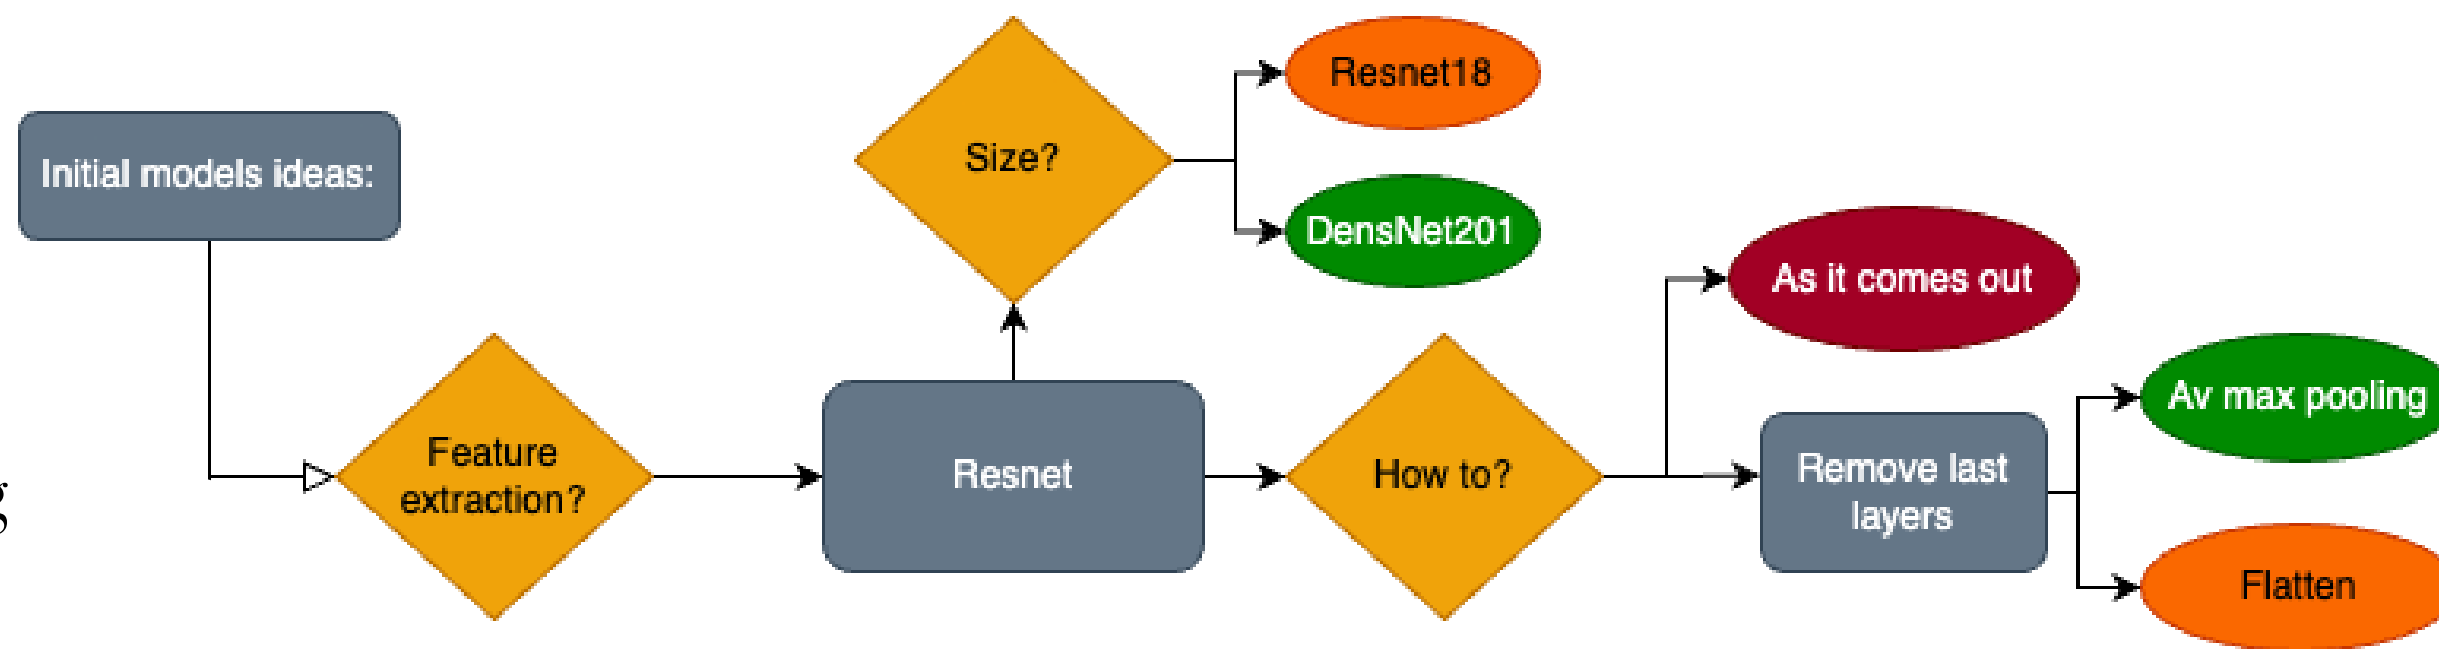 Initial models ideas:
Feature
extraction?
Resnet
Size?
Resnet18
DensNet201
How to?
As it comes out
Remove last
layers
Av max pooling
Flatten
g